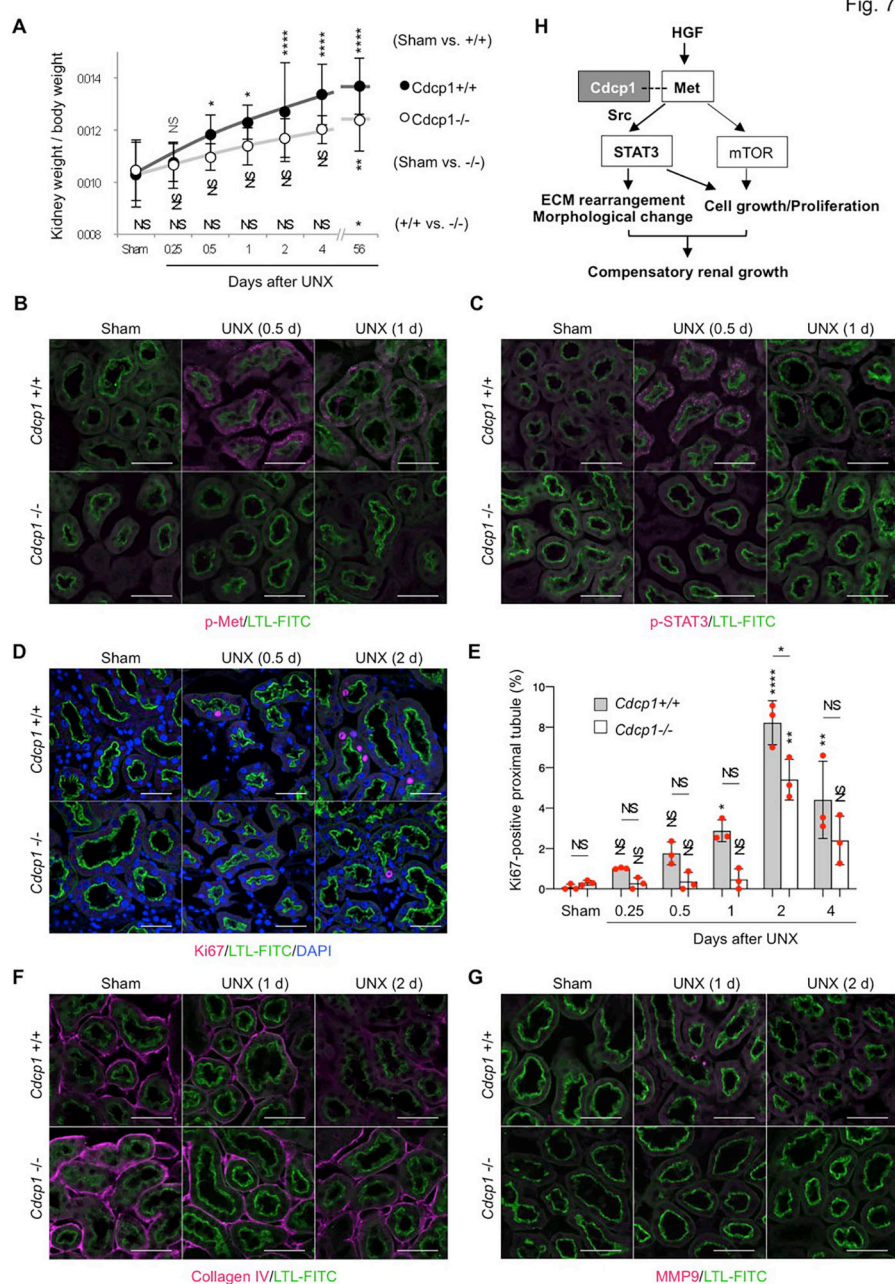 Fig. 7
A
Kidney weight / body weight
0.014
0.012
0.010
0.008
NS
*
*
****
****
****
(Sham vs. +/+)
Cdcp1+/+
Cdcp1-/-
NS
NS
NS
NS
NS
**
(Sham vs. -/-)
NS
NS
NS
NS
NS
*
(+/+ vs. -/-)
Sham
0.25
0.5
1
2
4
56
Days after UNX
H
HGF
Cdcp1
Met
Src
STAT3
mTOR
ECM rearrangement
Morphological change
Cell growth/Proliferation
Compensatory renal growth
B
Sham
UNX (0.5 d)
UNX (1 d)
Cdcp1 +/+
Cdcp1 -/-
p-Met/LTL-FITC
C
Sham
UNX (0.5 d)
UNX (1 d)
Cdcp1 +/+
Cdcp1 -/-
p-STAT3/LTL-FITC
D
Sham
UNX (0.5 d)
UNX (2 d)
Cdcp1 +/+
Cdcp1 -/-
Ki67/LTL-FITC/DAPI
E
Ki67-positive proximal tubule (%)
10
8
6
4
2
0
Cdcp1+/+
Cdcp1-/-
NS
NS
NS
NS
*
NS
NS
NS
NS
NS
*
NS
****
**
**
NS
Sham
0.25
0.5
1
2
4
Days after UNX
F
Sham
UNX (1 d)
UNX (2 d)
Cdcp1 +/+
Cdcp1 -/-
Collagen IV/LTL-FITC
G
Sham
UNX (1 d)
UNX (2 d)
Cdcp1 +/+
Cdcp1 -/-
MMP9/LTL-FITC